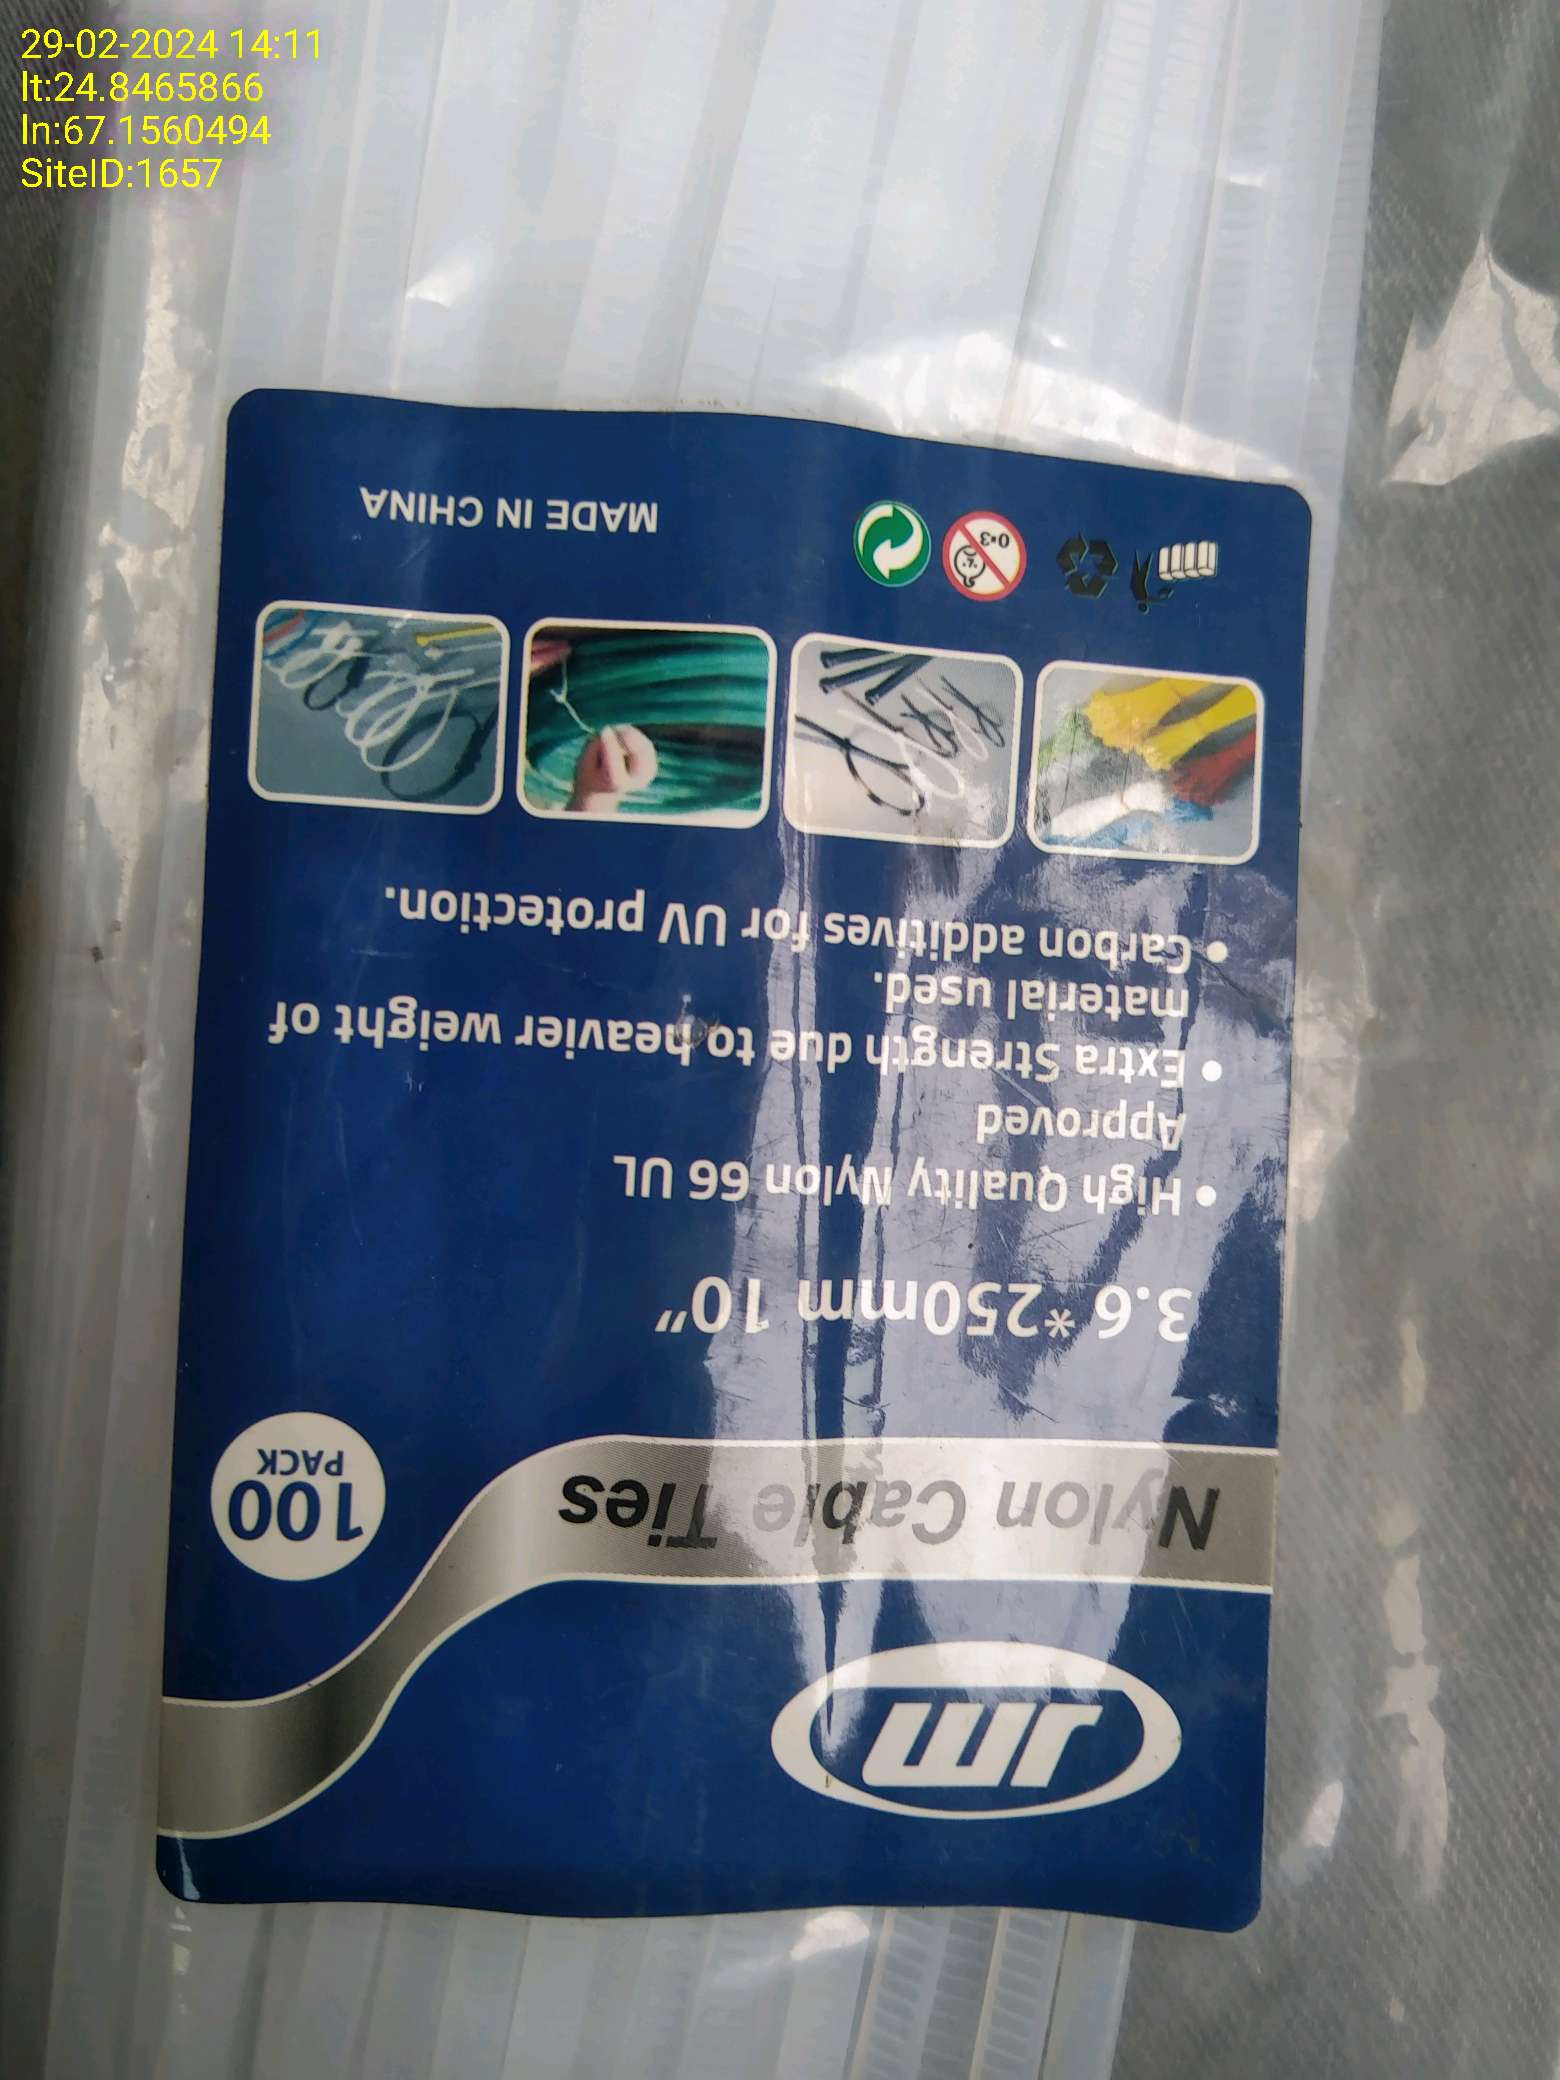 29-02-2024 14:11
lt:24.8465866
ln:67.1560494
SiteID:1657
JM
Nylon Cable Ties
100
PACK
3.6 *250mm 10”
• High Quality Nylon 66 UL
Approved
• Extra Strength due to heavier weight of
material used.
• Carbon additives for UV protection.
0-3
MADE IN CHINA